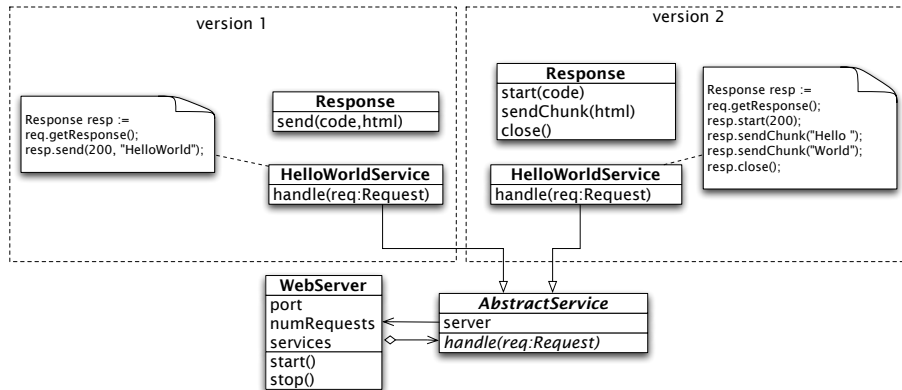 version 1
Response resp :=
req.getResponse();
resp.send(200, "HelloWorld");
Response
send(code,html)
HelloWorldService
handle(req:Request)
version 2
Response
start(code)
sendChunk(html)
close()
Response resp :=
req.getResponse();
resp.start(200);
resp.sendChunk("Hello ");
resp.sendChunk("World");
resp.close();
HelloWorldService
handle(req:Request)
WebServer
port
numRequests
services
start()
stop()
AbstractService
server
handle(req:Request)